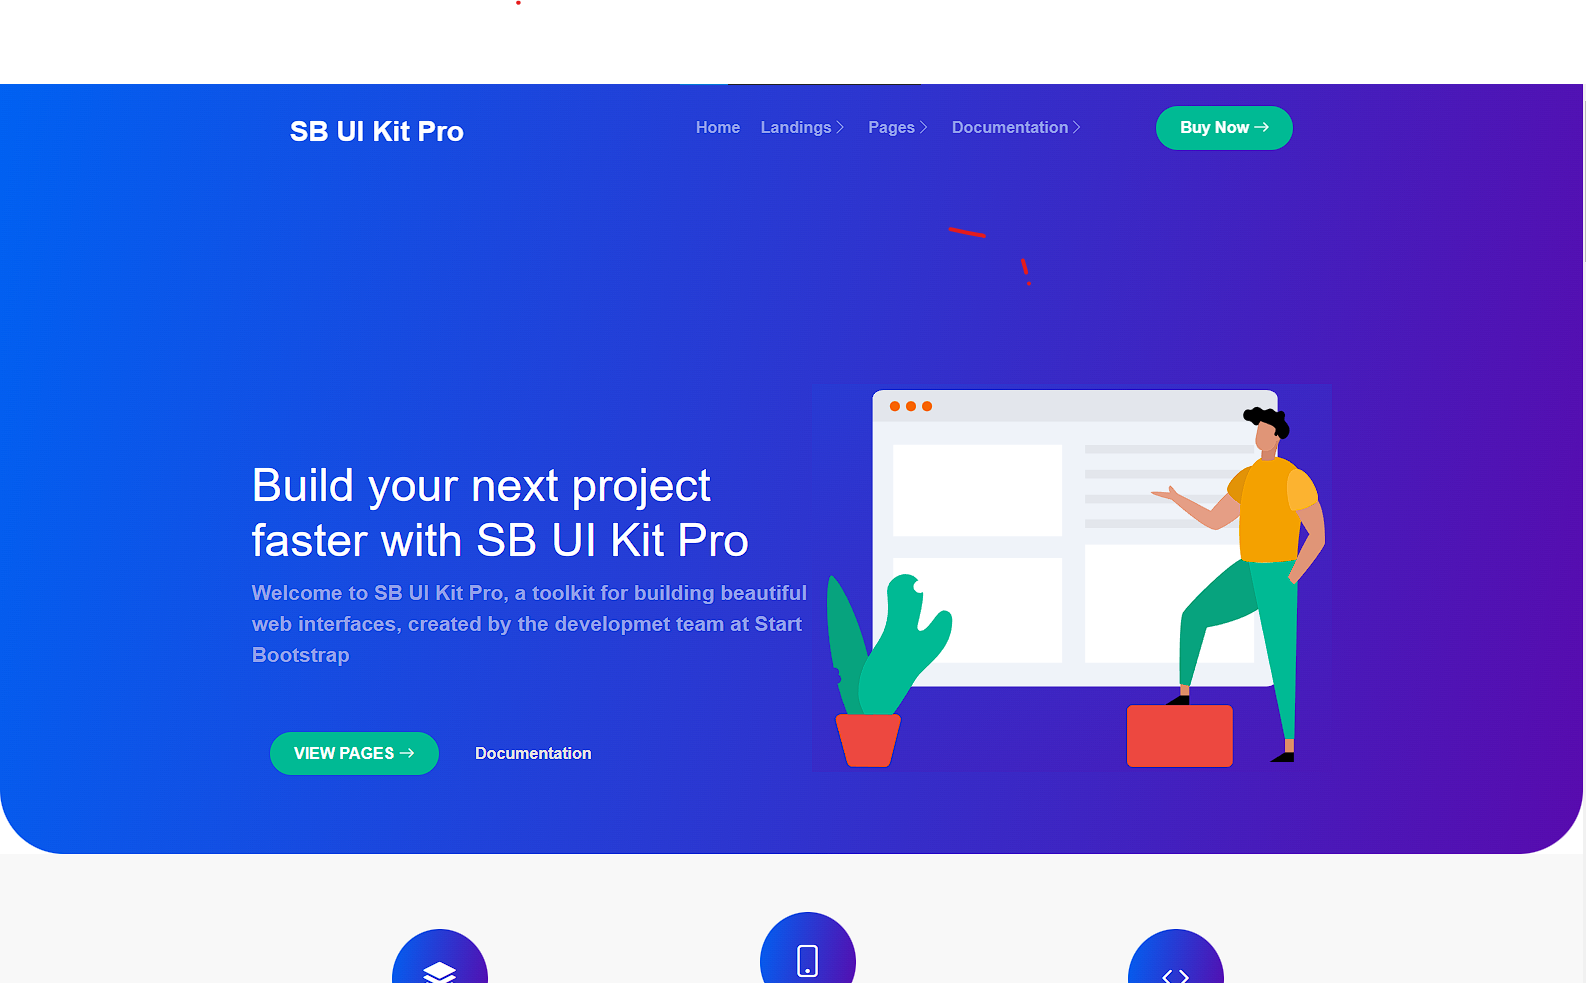 SB UI Kit Pro
Home Landings Pages Documentation
Buy Now →
Build your next project
faster with SB UI Kit Pro
Welcome to SB UI Kit Pro, a toolkit for building beautiful
web interfaces, created by the developmet team at Start
Bootstrap
VIEW PAGES →
Documentation